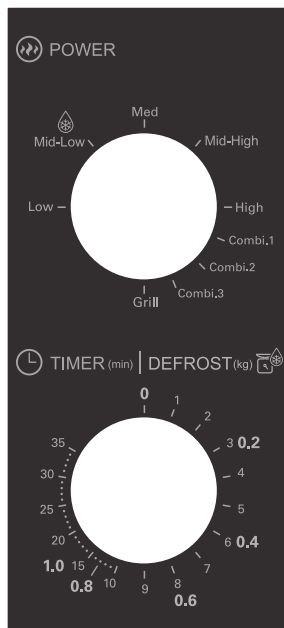 POWER
Med
Mid-Low
Mid-High
Low
High
Combi.1
Combi.2
Combi.3
Grill
TIMER (min) | DEFROST (kg)
0
1
2
3 0.2
4
5
6 0.4
7
8
0.6
9
10
15
0.8
1.0
20
25
30
35